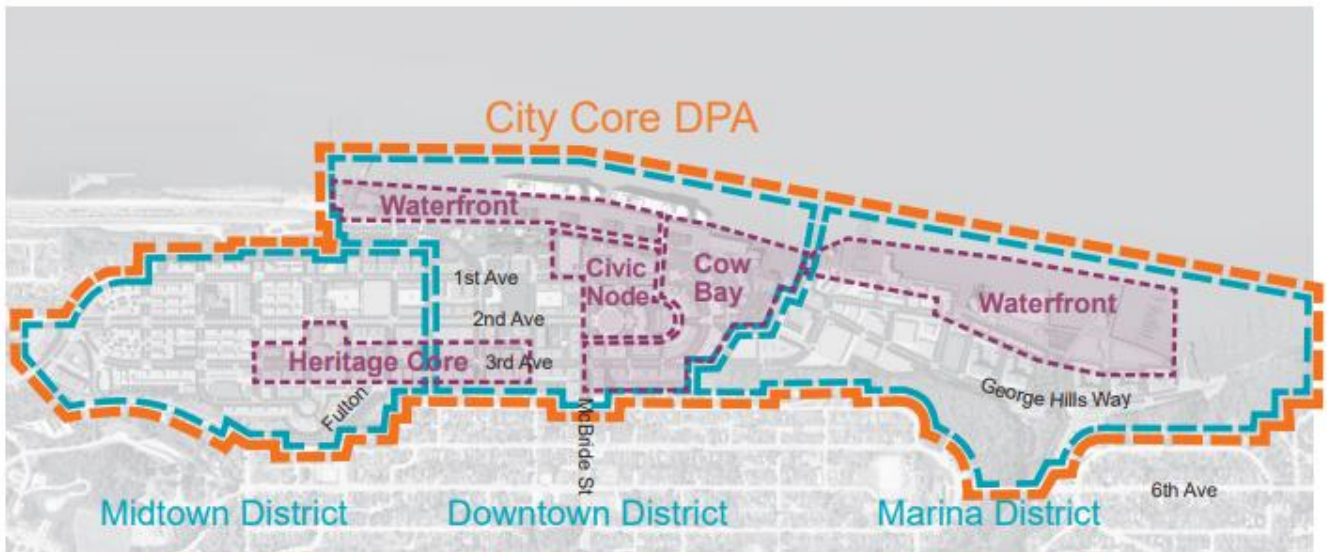 City Core DPA
Waterfront
1st Ave
Civic
Node
Cow
Bay
2nd Ave
Waterfront
Heritage Core
3rd Ave
Fulton
McBride St
George Hills Way
6th Ave
Midtown District
Downtown District
Marina District